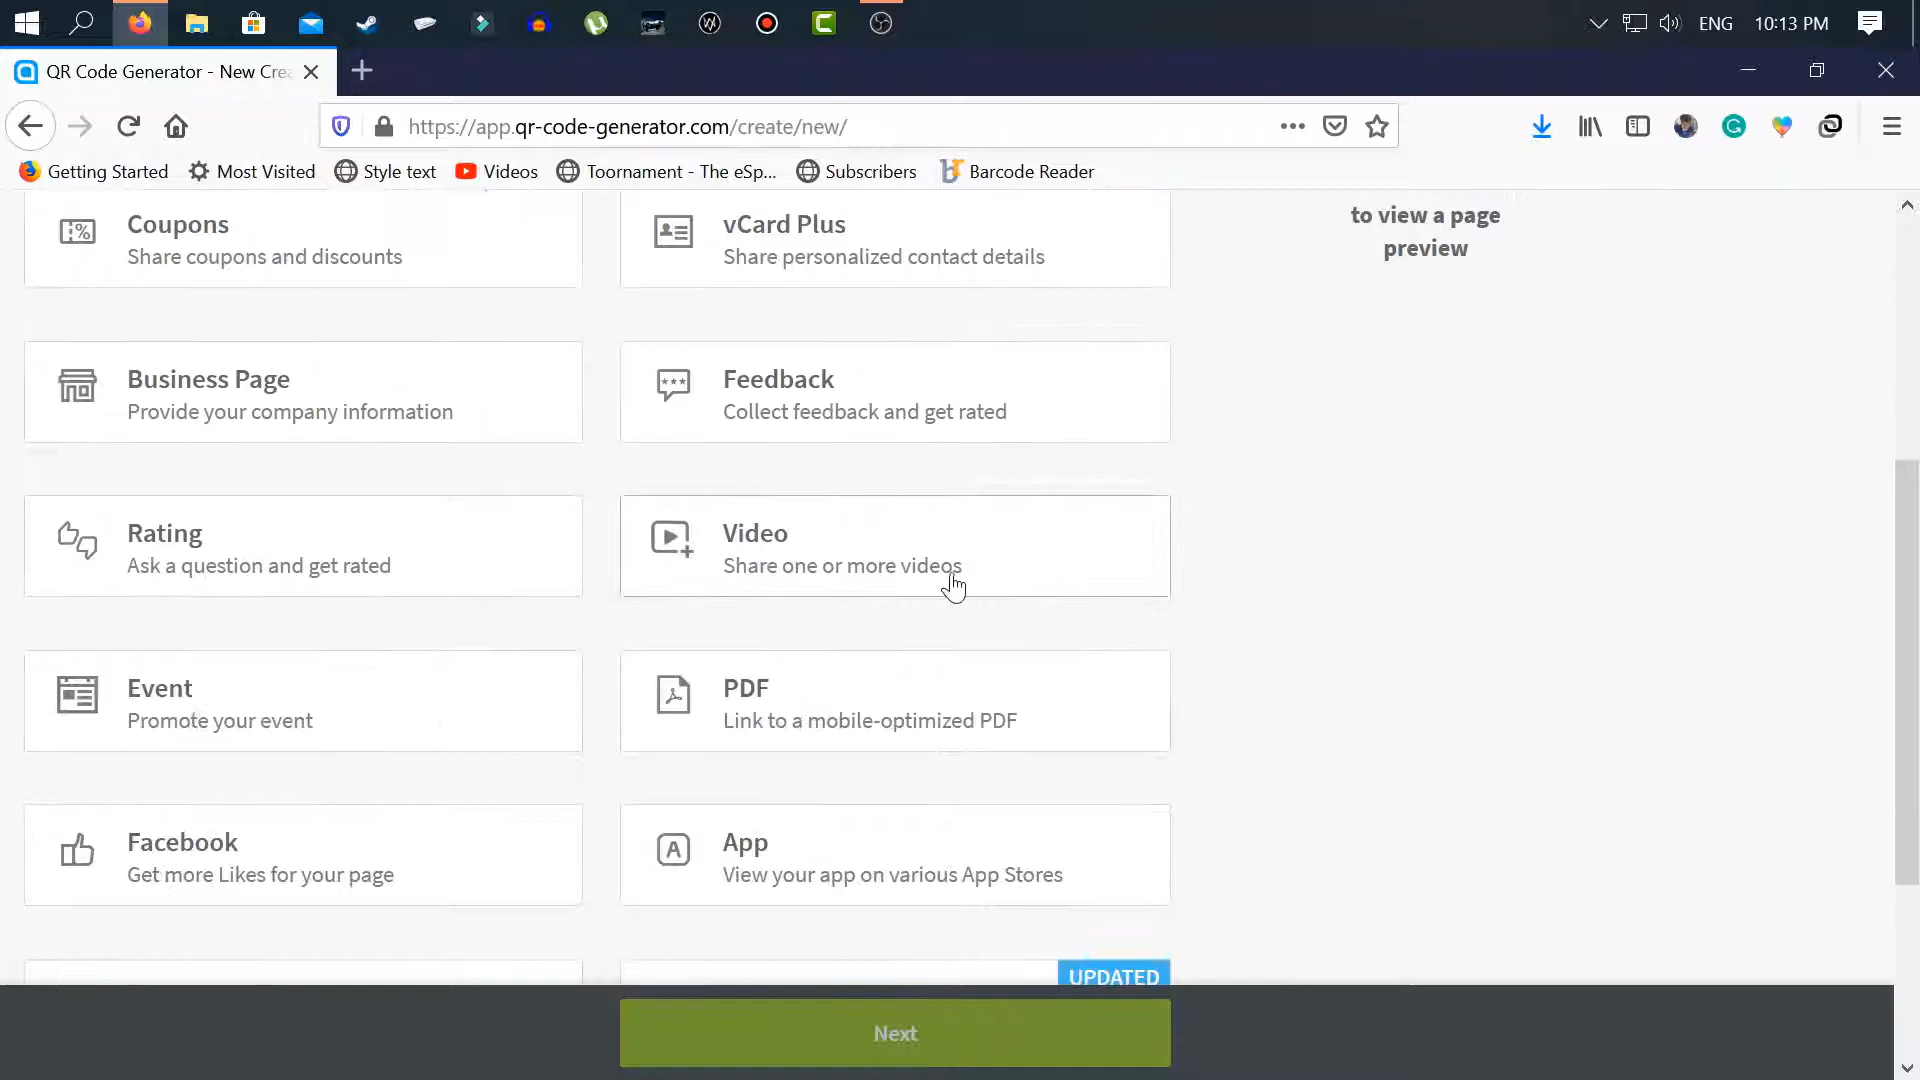 ENG 10:13 PM
QR Code Generator - New Crea
https://app.qr-code-generator.com/create/new/
Getting Started Most Visited Style text Videos Toornament - The eSp... Subscribers Barcode Reader
Coupons
Share coupons and discounts
vCard Plus
Share personalized contact details
to view a page
preview
Business Page
Provide your company information
Feedback
Collect feedback and get rated
Rating
Ask a question and get rated
Video
Share one or more videos
Event
Promote your event
PDF
Link to a mobile-optimized PDF
Facebook
Get more Likes for your page
App
View your app on various App Stores
UPDATED
Next